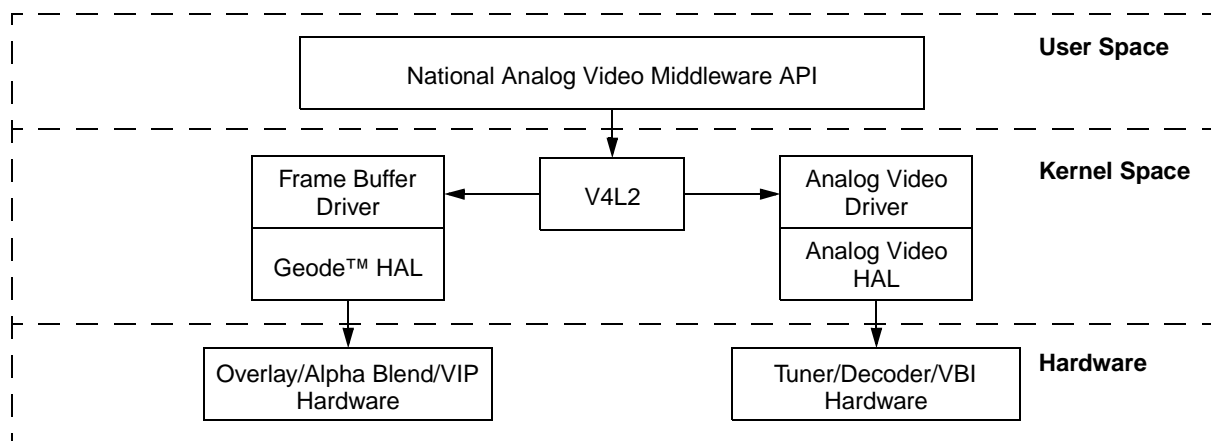 User Space
National Analog Video Middleware API
Kernel Space
Frame Buffer
Driver
V4L2
Analog Video
Driver
Geode™ HAL
Analog Video
HAL
Hardware
Overlay/Alpha Blend/VIP
Hardware
Tuner/Decoder/VBI
Hardware